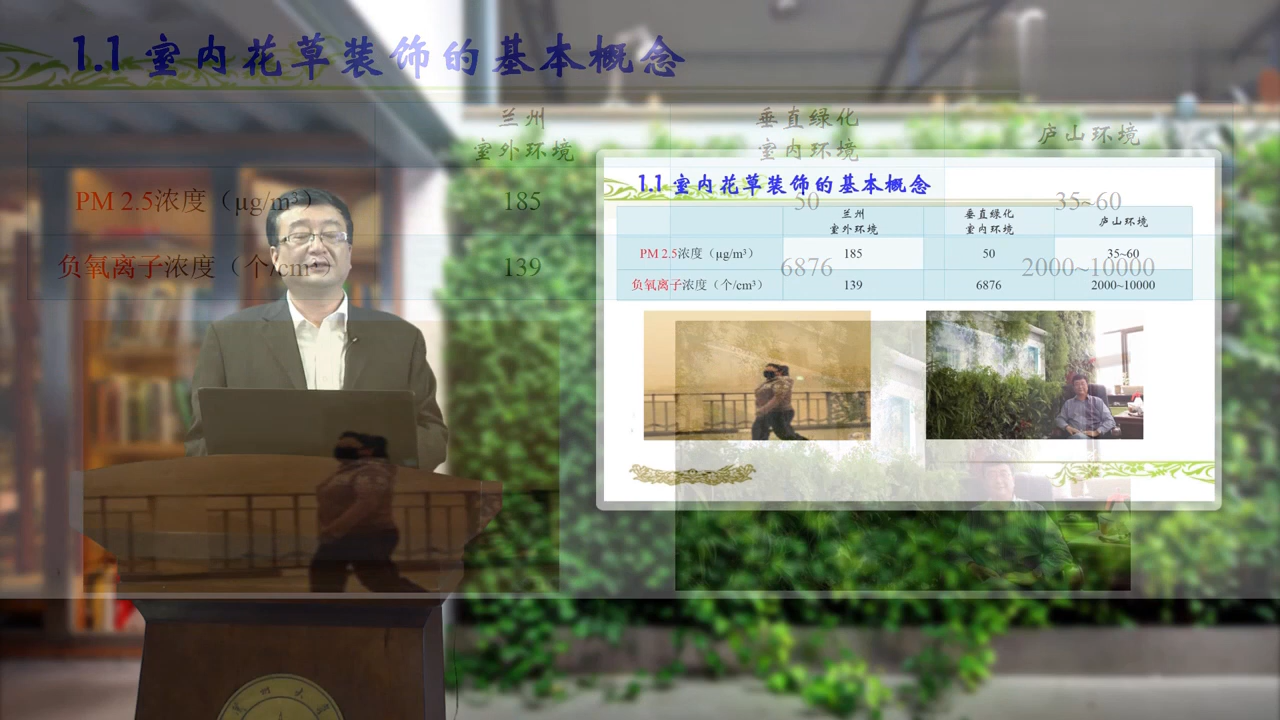 1.1 室内花草装饰的基本概念
兰州 垂直绿化 庐山环境
室外环境 室内环境
PM 2.5浓度（μg/m³） 185 50 35~60
负氧离子浓度（个/cm³） 139 6876 2000~10000
1.1 室内花草装饰的基本概念
兰州 垂直绿化 庐山环境
室外环境 室内环境
PM 2.5浓度（μg/m³） 185 50 35~60
负氧离子浓度（个/cm³） 139 6876 2000~10000